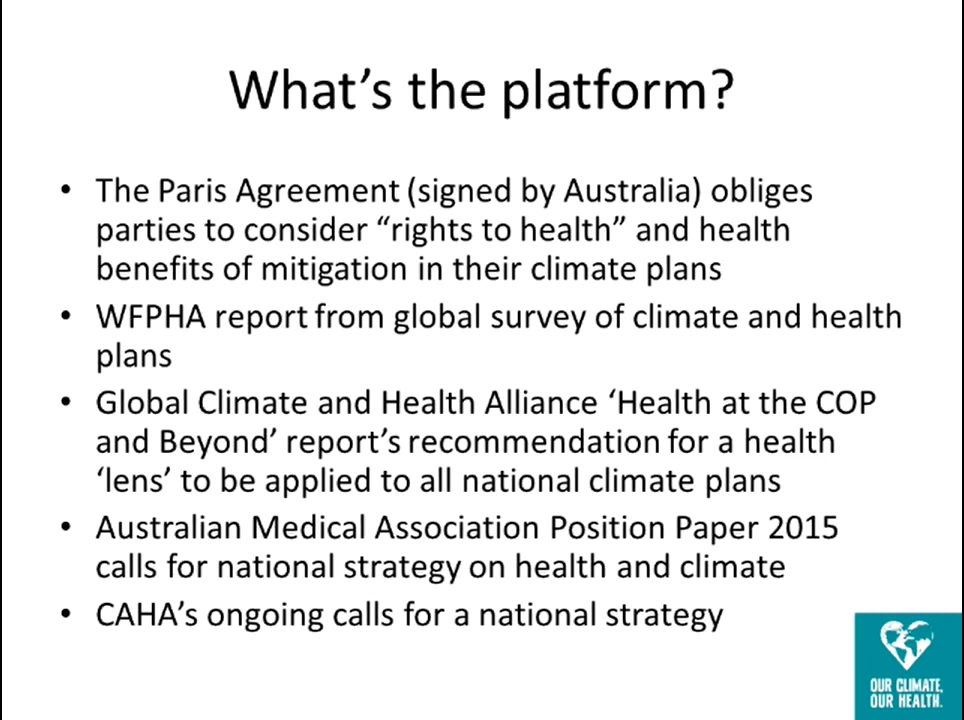 What’s the platform?
• The Paris Agreement (signed by Australia) obliges
parties to consider “rights to health” and health
benefits of mitigation in their climate plans
• WFPHA report from global survey of climate and health
plans
• Global Climate and Health Alliance ‘Health at the COP
and Beyond’ report’s recommendation for a health
‘lens’ to be applied to all national climate plans
• Australian Medical Association Position Paper 2015
calls for national strategy on health and climate
• CAHA’s ongoing calls for a national strategy
OUR CLIMATE,
OUR HEALTH.